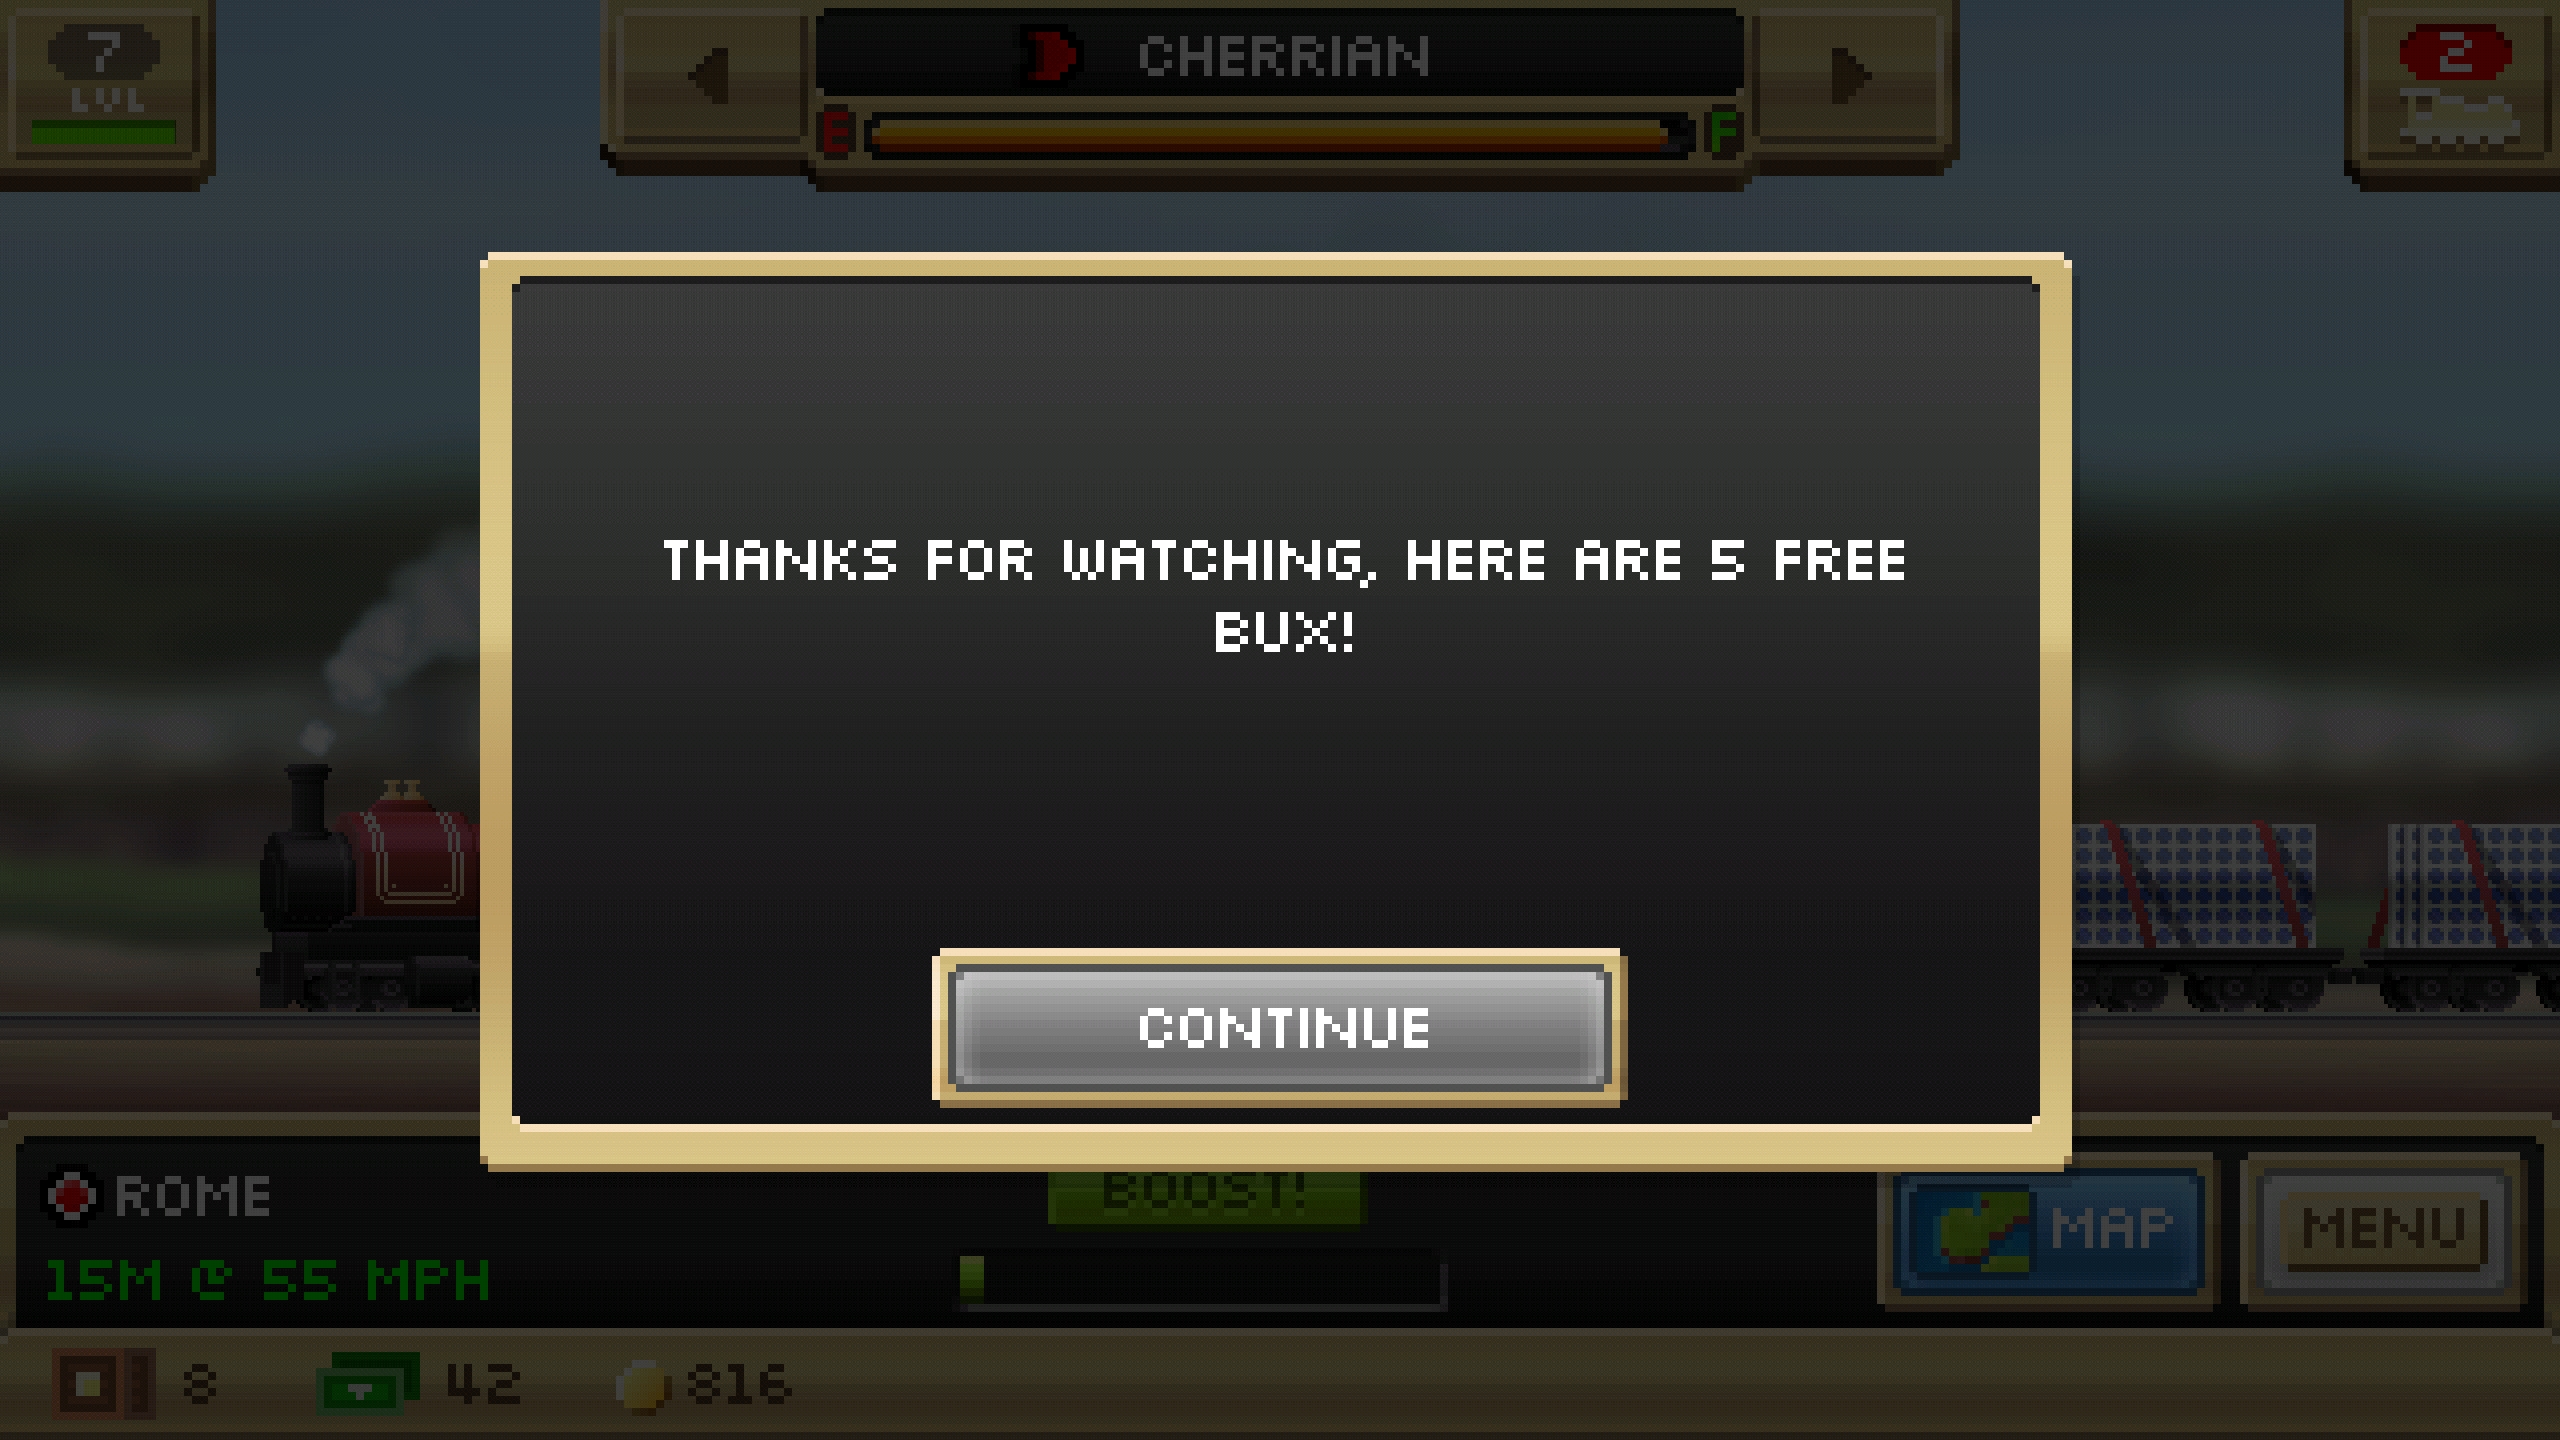 7
LVL
CHERRIAN
E
F
2
THANKS FOR WATCHING, HERE ARE 5 FREE
BUX!
CONTINUE
ROME
BOOST!
15M @ 55 MPH
MAP
MENU
8
42
816